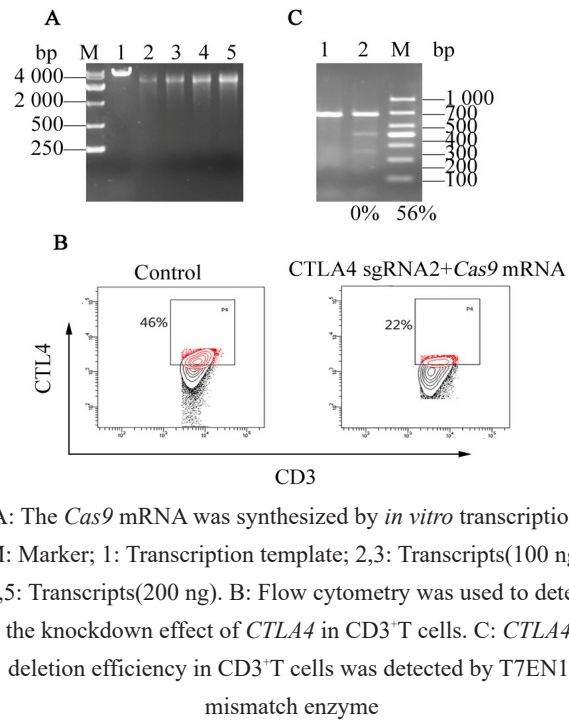 A
bp M 1 2 3 4 5
4 000
2 000
500
250
C
1 2 M bp
1 000
700
500
400
300
200
100
0% 56%
B
Control
CTLA4 sgRNA2+Cas9 mRNA
P4
46%
P4
22%
CTL4
CD3
A: The Cas9 mRNA was synthesized by in vitro transcriptio
M: Marker; 1: Transcription template; 2,3: Transcripts(100 ng
,5: Transcripts(200 ng). B: Flow cytometry was used to dete
the knockdown effect of CTLA4 in CD3⁺T cells. C: CTLA4
deletion efficiency in CD3⁺T cells was detected by T7EN1
mismatch enzyme